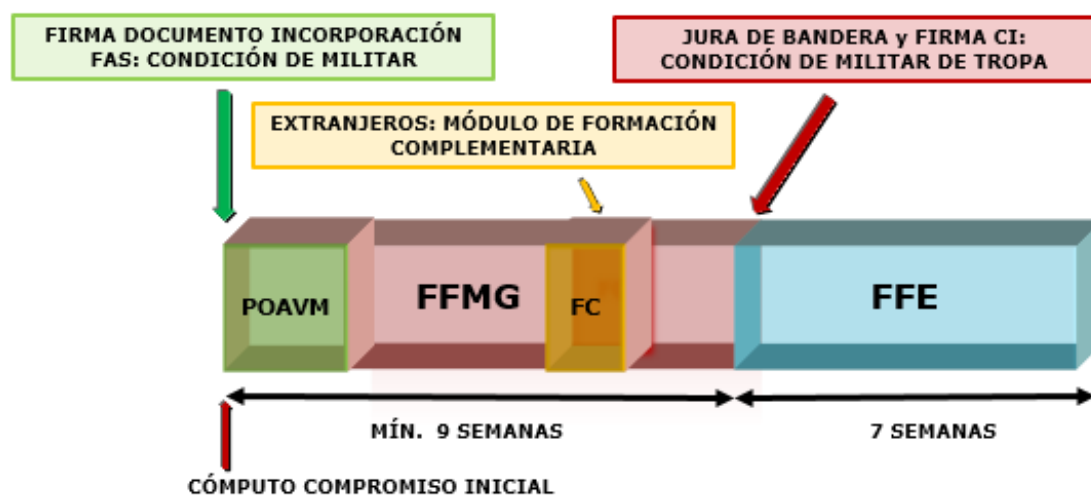 FIRMA DOCUMENTO INCORPORACIÓN
FAS: CONDICIÓN DE MILITAR
JURA DE BANDERA y FIRMA CI:
CONDICIÓN DE MILITAR DE TROPA
EXTRANJEROS: MÓDULO DE FORMACIÓN
COMPLEMENTARIA
POAVM
FFMG
FC
FFE
MÍN. 9 SEMANAS
7 SEMANAS
CÓMPUTO COMPROMISO INICIAL